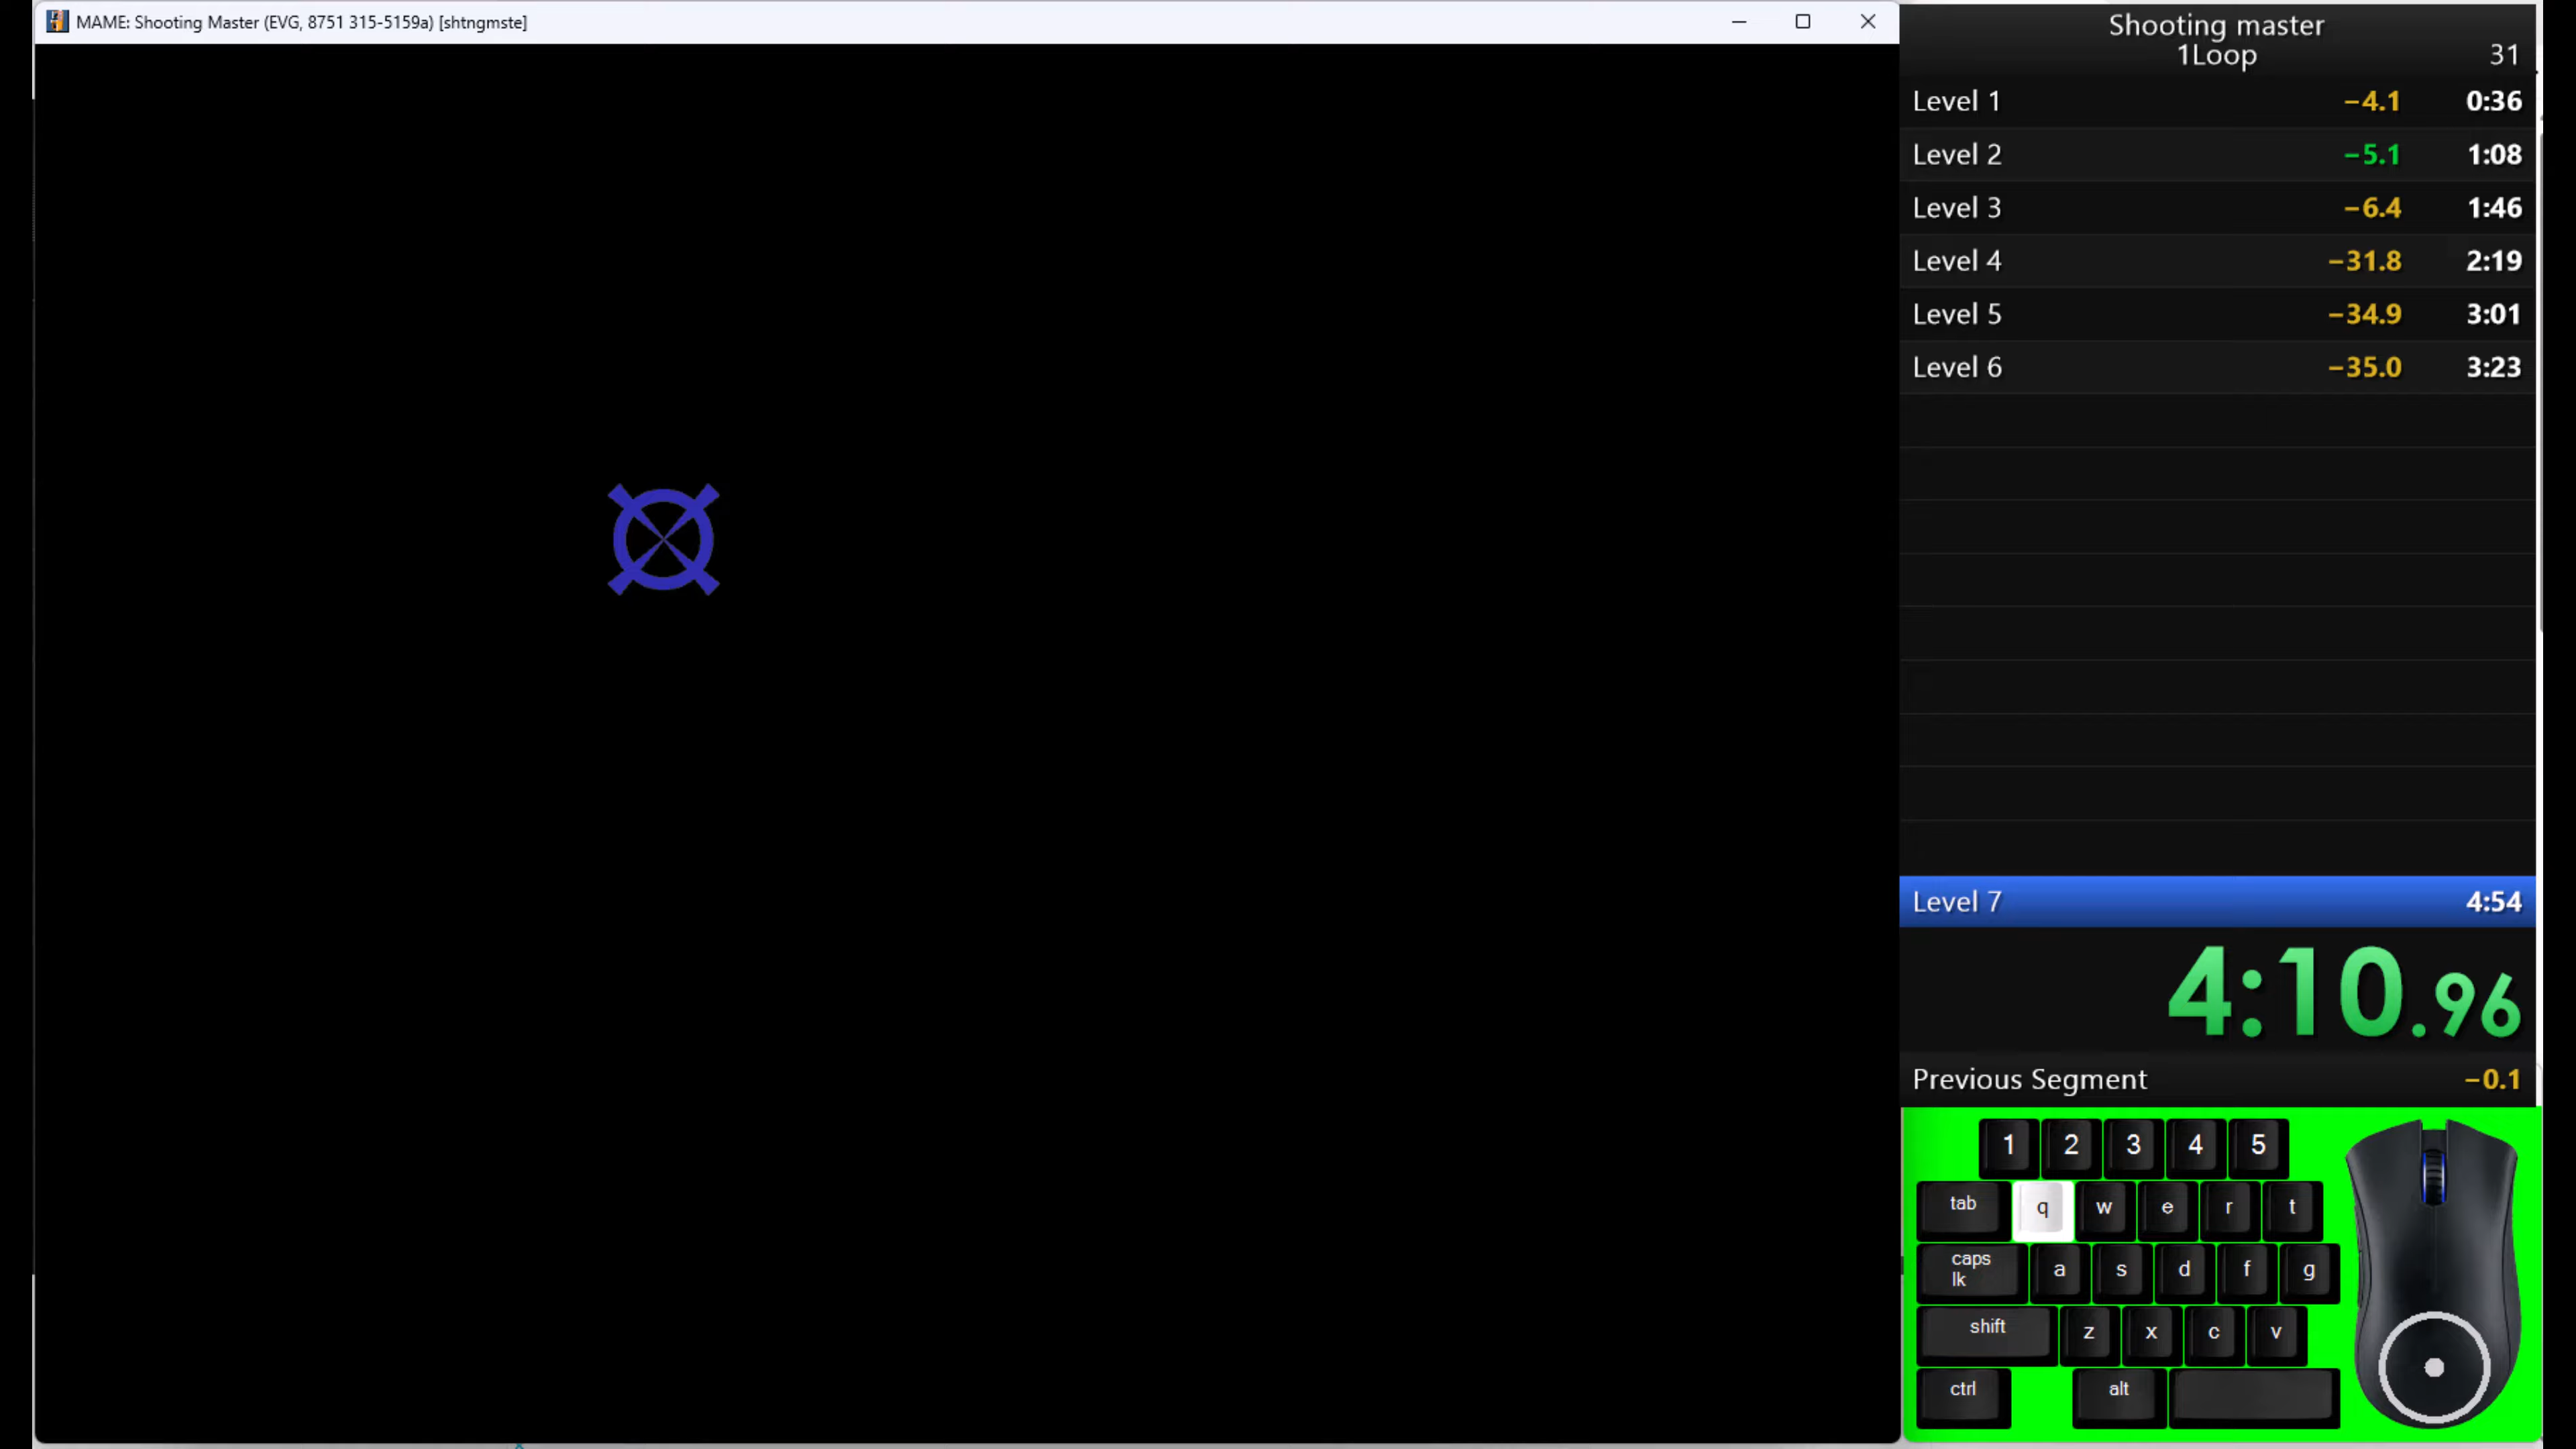 MAME: Shooting Master (EVG, 8751 315-5159a) [shtngmste]
Shooting master
1Loop 31
Level 1 −4.1 0:36
Level 2 −5.1 1:08
Level 3 −6.4 1:46
Level 4 −31.8 2:19
Level 5 −34.9 3:01
Level 6 −35.0 3:23
Level 7 4:54
4:10.96
Previous Segment −0.1
1 2 3 4 5
tab q w e r t
caps lk a s d f g
shift z x c v
ctrl alt